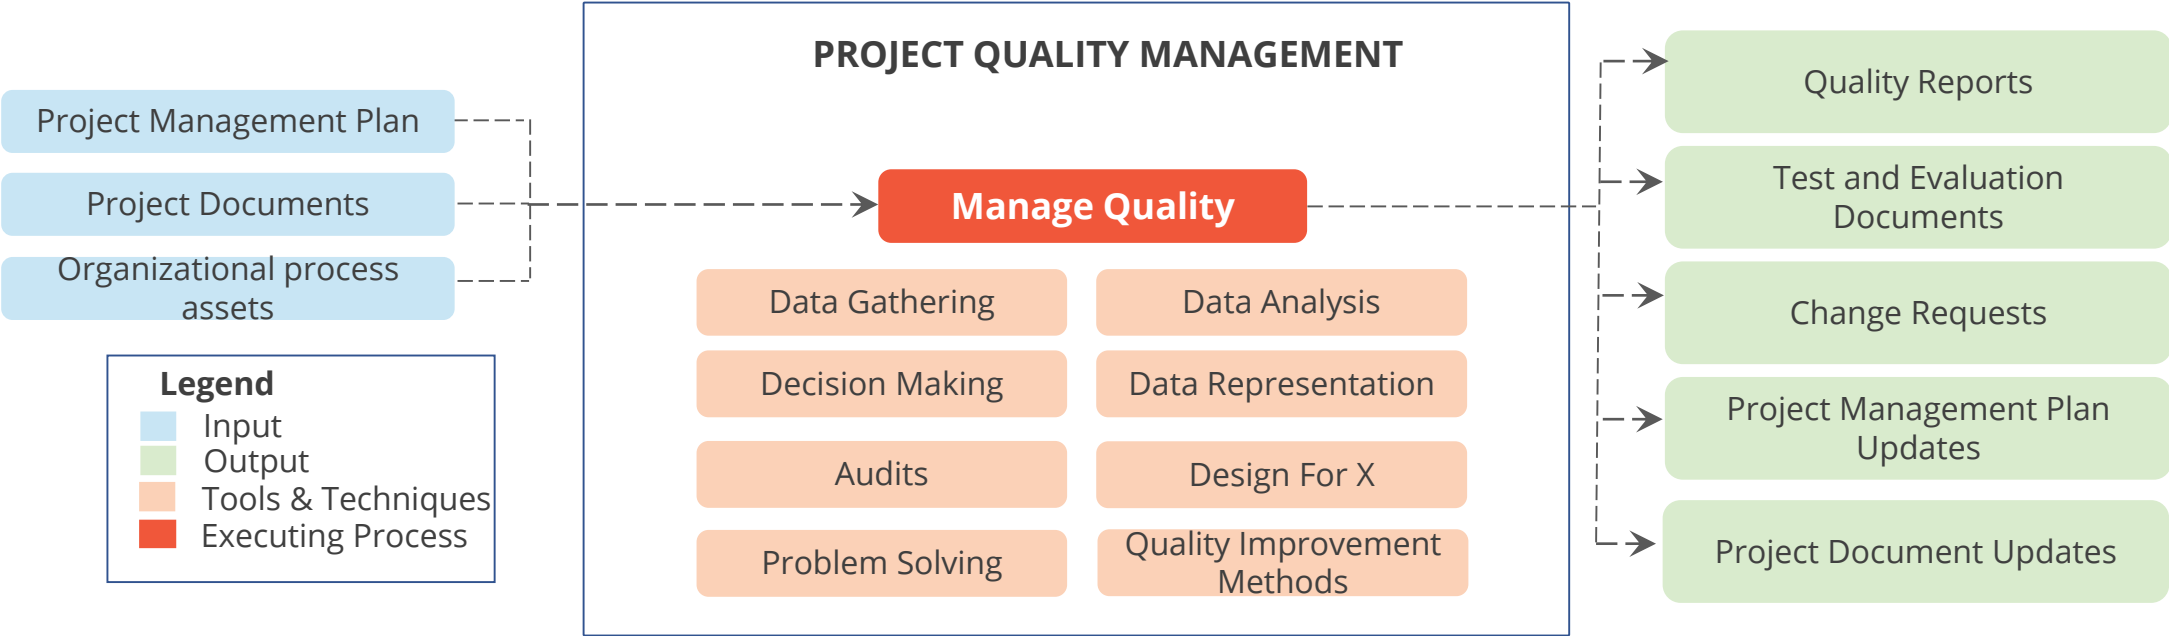 PROJECT QUALITY MANAGEMENT
Project Management Plan
Project Documents
Organizational process
assets
Legend
Input
Output
Tools & Techniques
Executing Process
Manage Quality
Data Gathering
Data Analysis
Decision Making
Data Representation
Audits
Design For X
Problem Solving
Quality Improvement
Methods
Quality Reports
Test and Evaluation
Documents
Change Requests
Project Management Plan
Updates
Project Document Updates